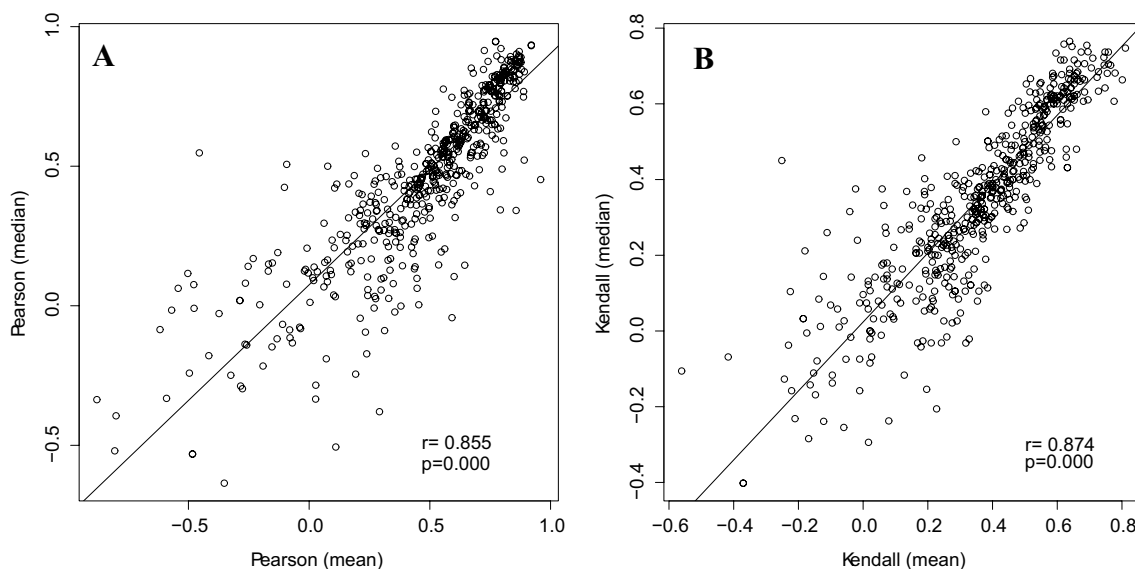 A
1.0
0.5
0.0
−0.5
Pearson (median)
r= 0.855
p=0.000
−0.5 0.0 0.5 1.0
Pearson (mean)
B
0.8
0.6
0.4
0.2
0.0
−0.2
−0.4
Kendall (median)
r= 0.874
p=0.000
−0.6 −0.4 −0.2 0.0 0.2 0.4 0.6 0.8
Kendall (mean)